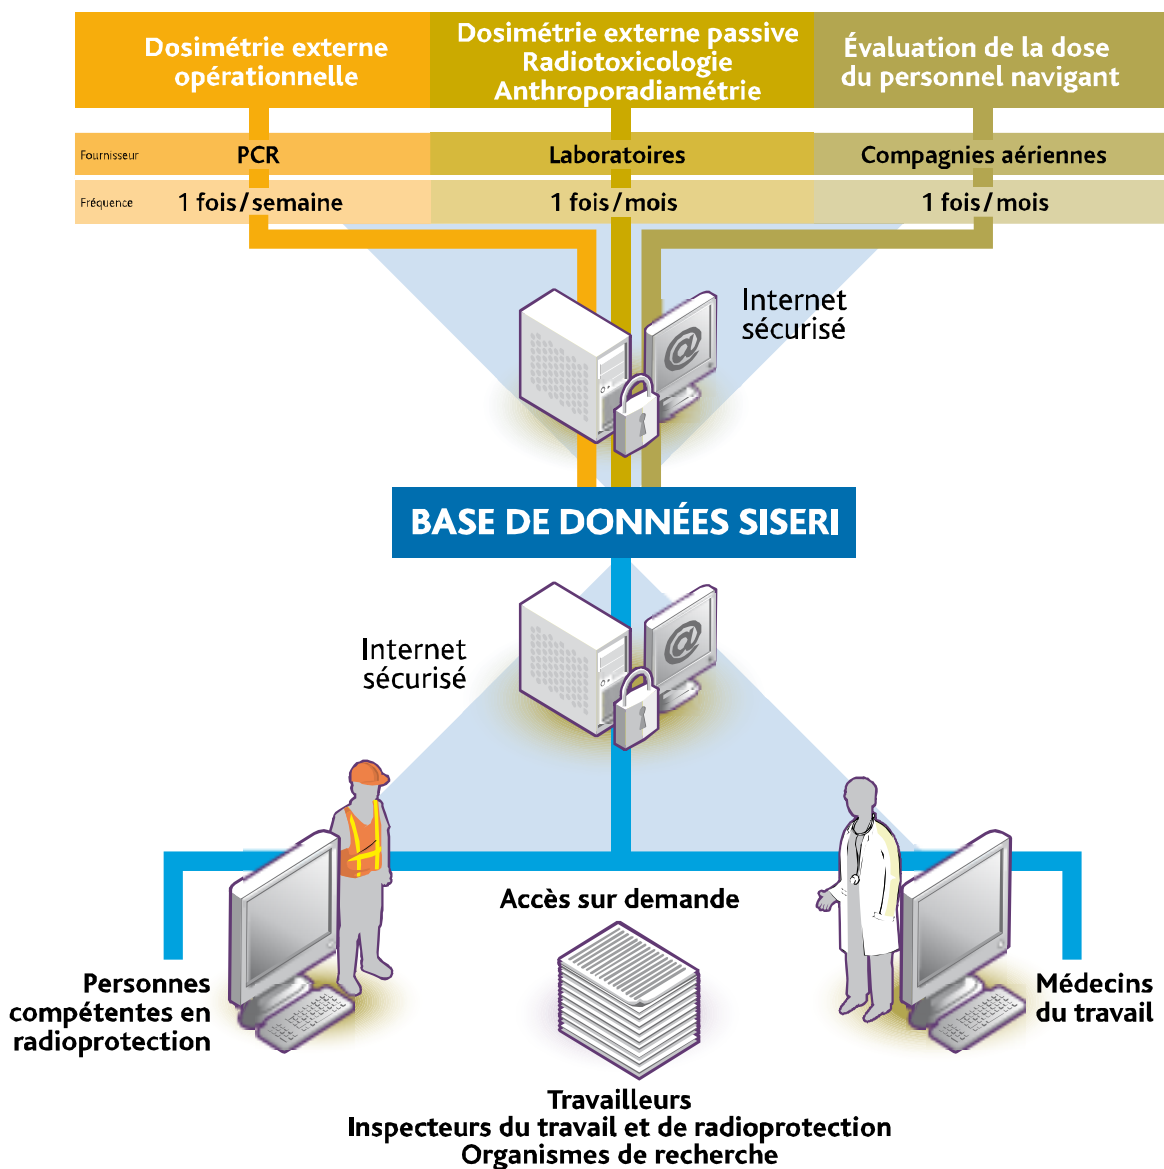 Dosimétrie externe
opérationnelle
Dosimétrie externe passive
Radiotoxicologie
Anthroporadiamétrie
Évaluation de la dose
du personnel navigant
Fournisseur
PCR
Laboratoires
Compagnies aériennes
Fréquence
1 fois/semaine
1 fois/mois
1 fois/mois
Internet
sécurisé
@
BASE DE DONNÉES SISERI
Internet
sécurisé
@
Accès sur demande
Personnes
compétentes en
radioprotection
Médecins
du travail
Travailleurs
Inspecteurs du travail et de radioprotection
Organismes de recherche